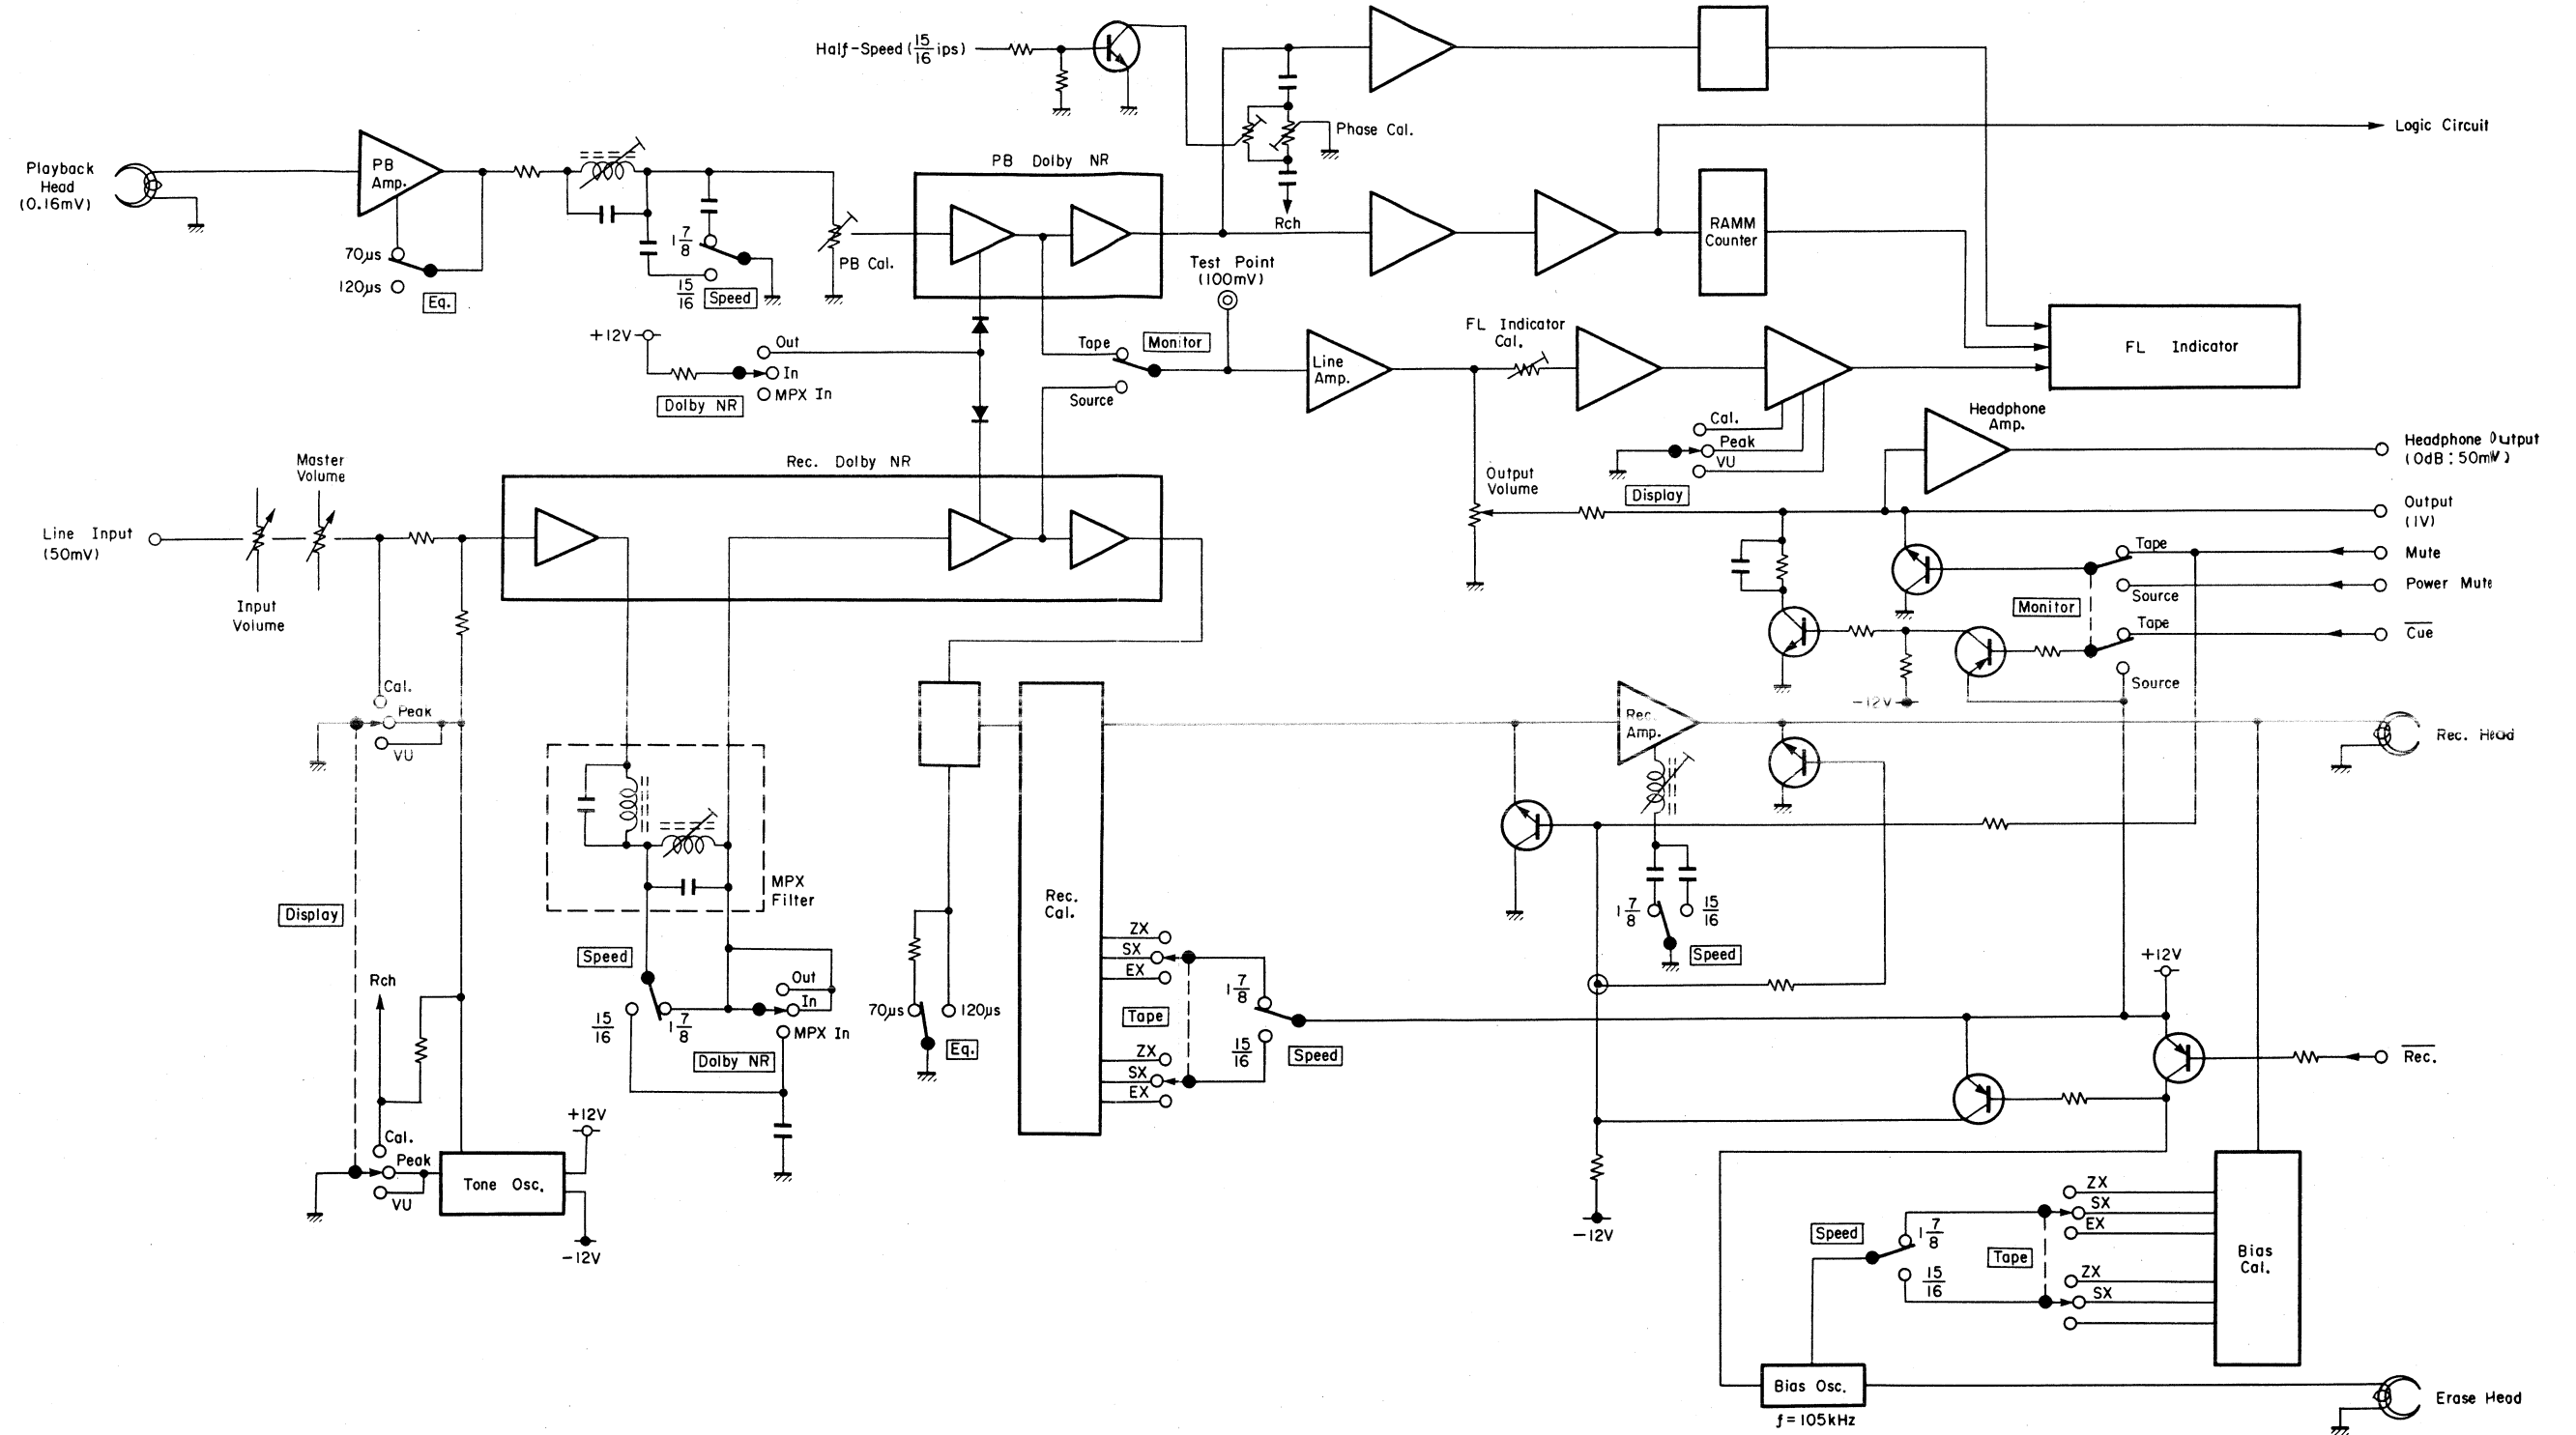 Half-Speed (15/16 ips)
Phase Cal.
Logic Circuit
Playback
Head
(0.16mV)
PB
Amp.
PB Dolby NR
Rch
RAMM
Counter
70µs
120µs
Eq.
1 7/8
15/16
Speed
PB Cal.
Test Point
(100mV)
+12V
Out
In
MPX In
Dolby NR
Tape
Monitor
Source
Line
Amp.
FL Indicator
Cal.
FL Indicator
Cal.
Peak
VU
Display
Headphone
Amp.
Headphone Output
(0dB : 50mV)
Master
Volume
Rec. Dolby NR
Output
Volume
Output
(1V)
Line Input
(50mV)
Input
Volume
Tape
Mute
Source
Power Mute
Monitor
Tape
Cue
Source
-12V
Cal.
Peak
VU
Rec.
Amp.
Rec. Head
MPX
Filter
Display
Rec.
Cal.
1 7/8
15/16
Speed
ZX
SX
EX
Speed
Rch
Out
In
MPX In
15/16
1 7/8
Dolby NR
70µs
120µs
Eq.
Tape
1 7/8
15/16
Speed
ZX
SX
EX
+12V
Rec.
Cal.
Peak
VU
Tone Osc.
+12V
-12V
-12V
Speed
1 7/8
15/16
Tape
ZX
SX
EX
ZX
SX
Bias
Cal.
Bias Osc.
f = 105kHz
Erase Head